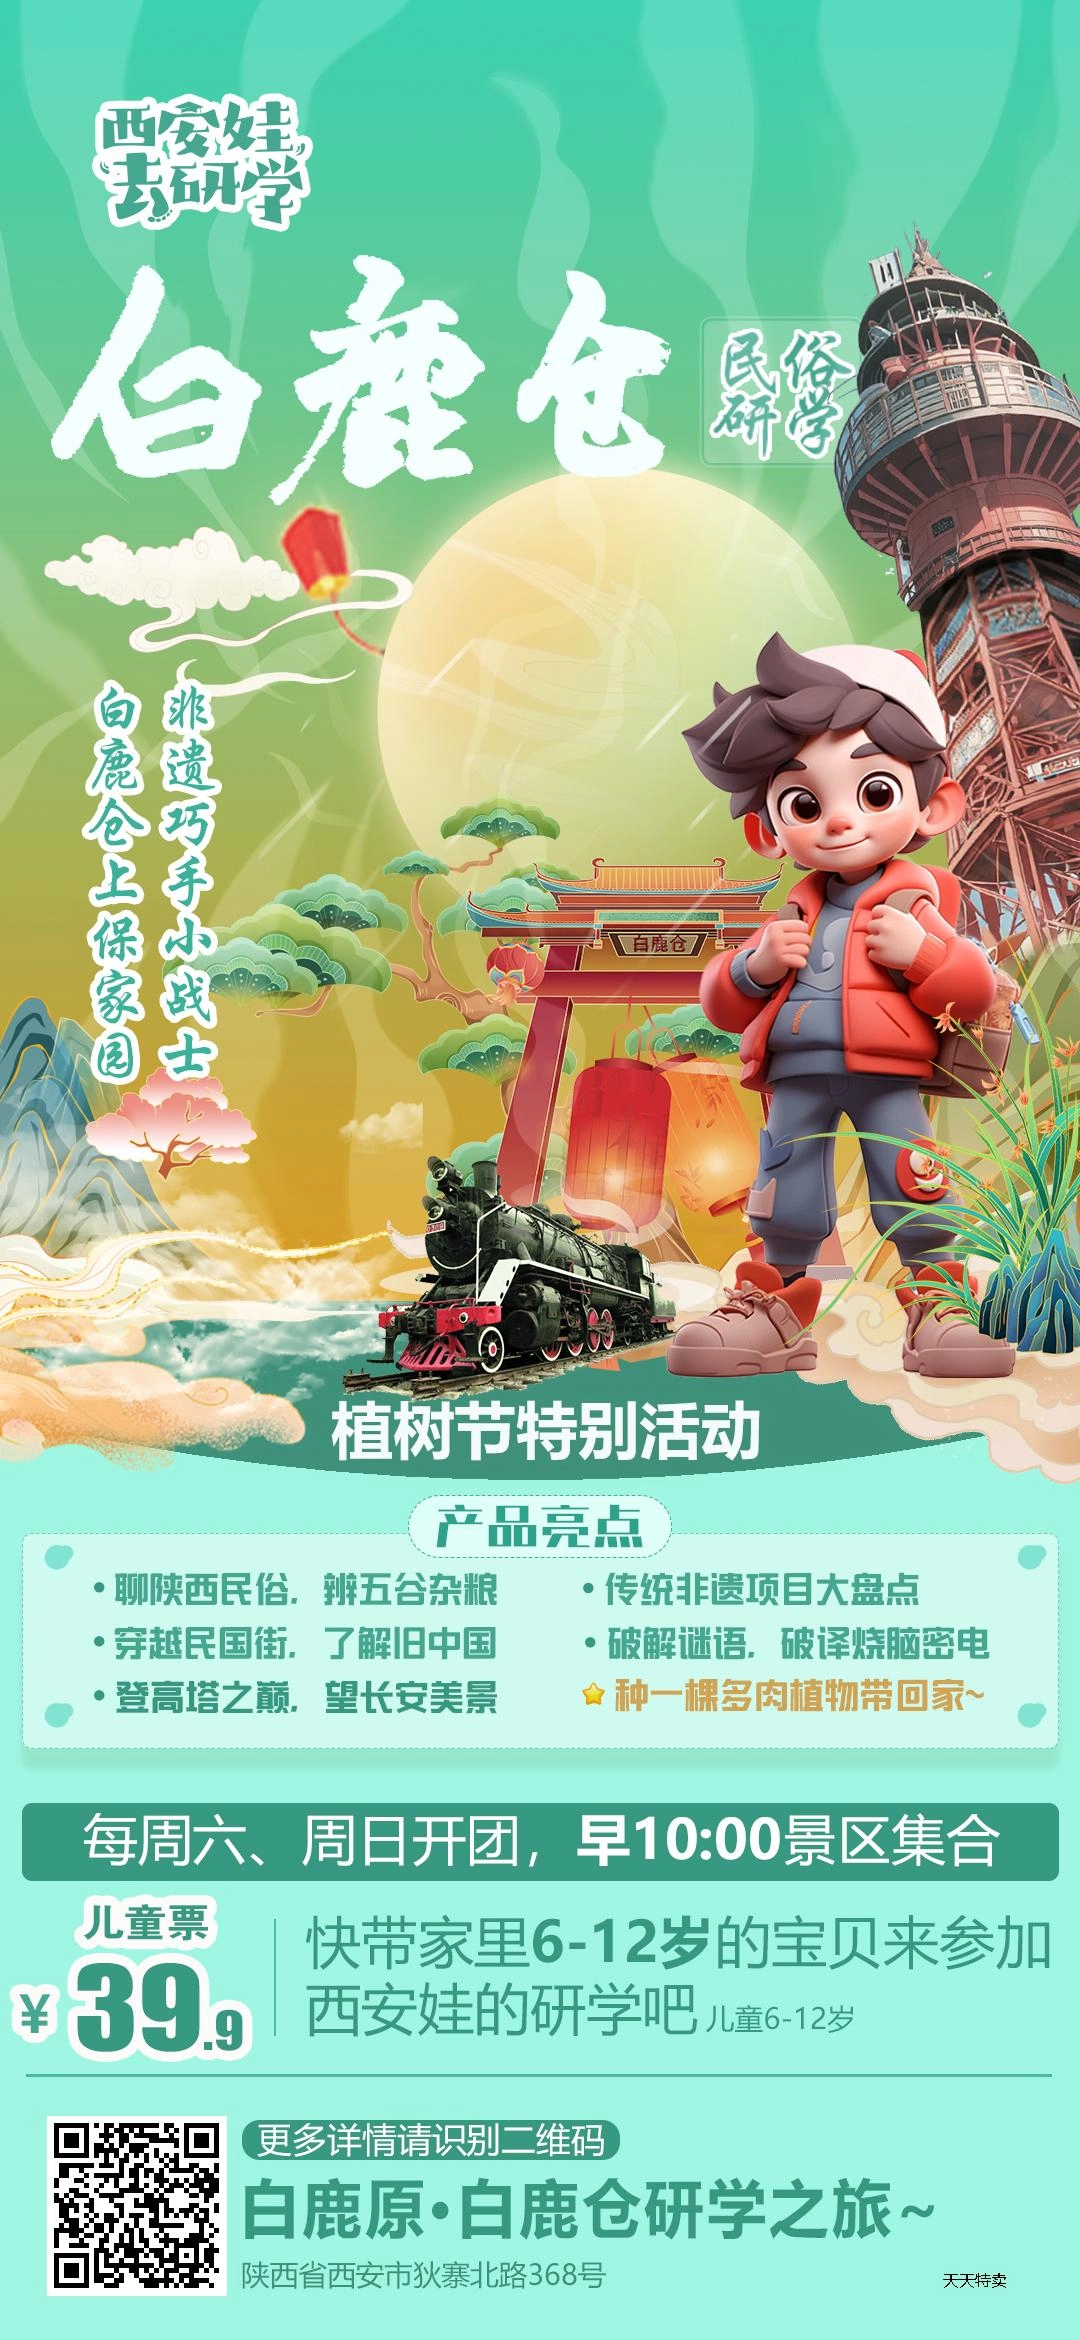 西安娃
去研学
白鹿仓
民俗
研学
非遗巧手小战士
白鹿仓上保家园
白鹿仓
植树节特别活动
产品亮点
•聊陕西民俗，辨五谷杂粮
•传统非遗项目大盘点
•穿越民国街，了解旧中国
•破解谜语，破译烧脑密电
•登高塔之巅，望长安美景
种一棵多肉植物带回家~
每周六、周日开团，早10:00景区集合
儿童票
¥39.9
快带家里6-12岁的宝贝来参加
西安娃的研学吧 儿童6-12岁
更多详情请识别二维码
白鹿原·白鹿仓研学之旅~
陕西省西安市狄寨北路368号
天天特卖